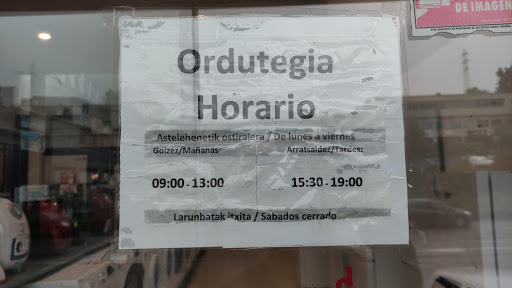 DE IMAGEN
Ordutegia
Horario
Astelehenetik ostiralera / De lunes a viernes
Goizez/Mañanas: Arratsaldez/Tardes:
09:00 - 13:00 15:30 - 19:00
Larunbatak itxita / Sabados cerrado